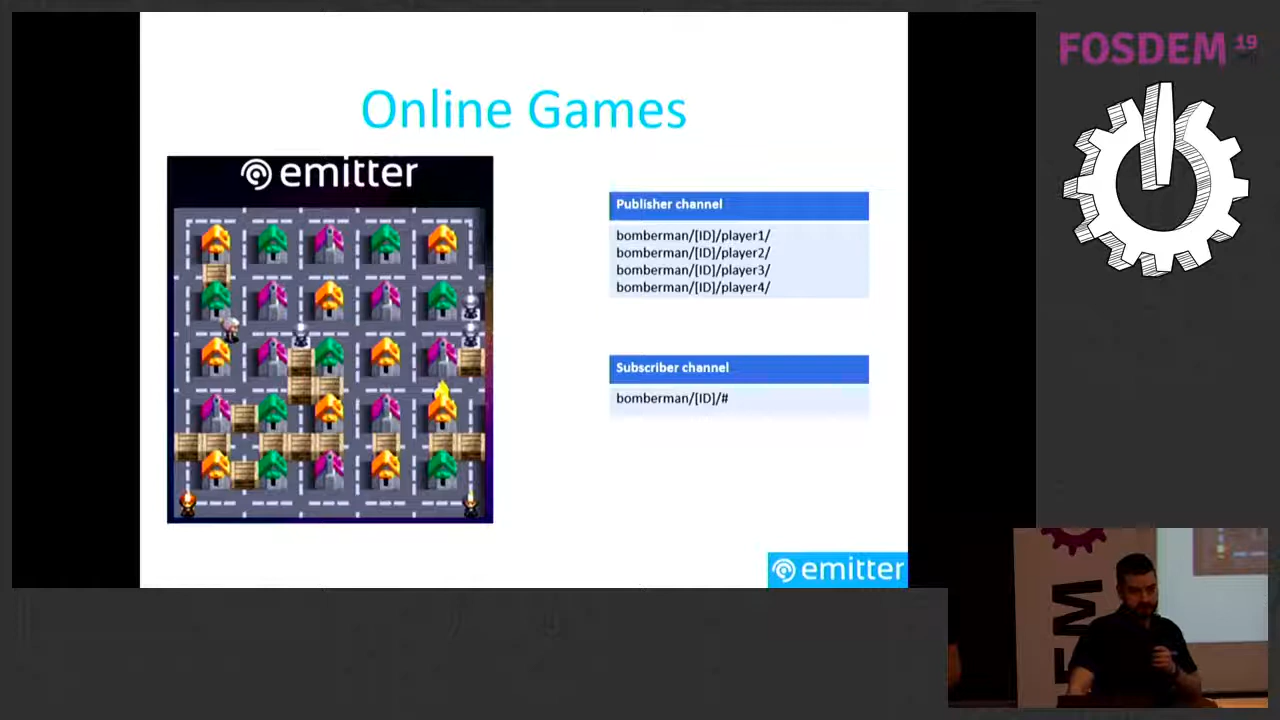 Online Games
emitter
Publisher channel
bomberman/[ID]/player1/
bomberman/[ID]/player2/
bomberman/[ID]/player3/
bomberman/[ID]/player4/
Subscriber channel
bomberman/[ID]/#
emitter
FOSDEM 19
EM